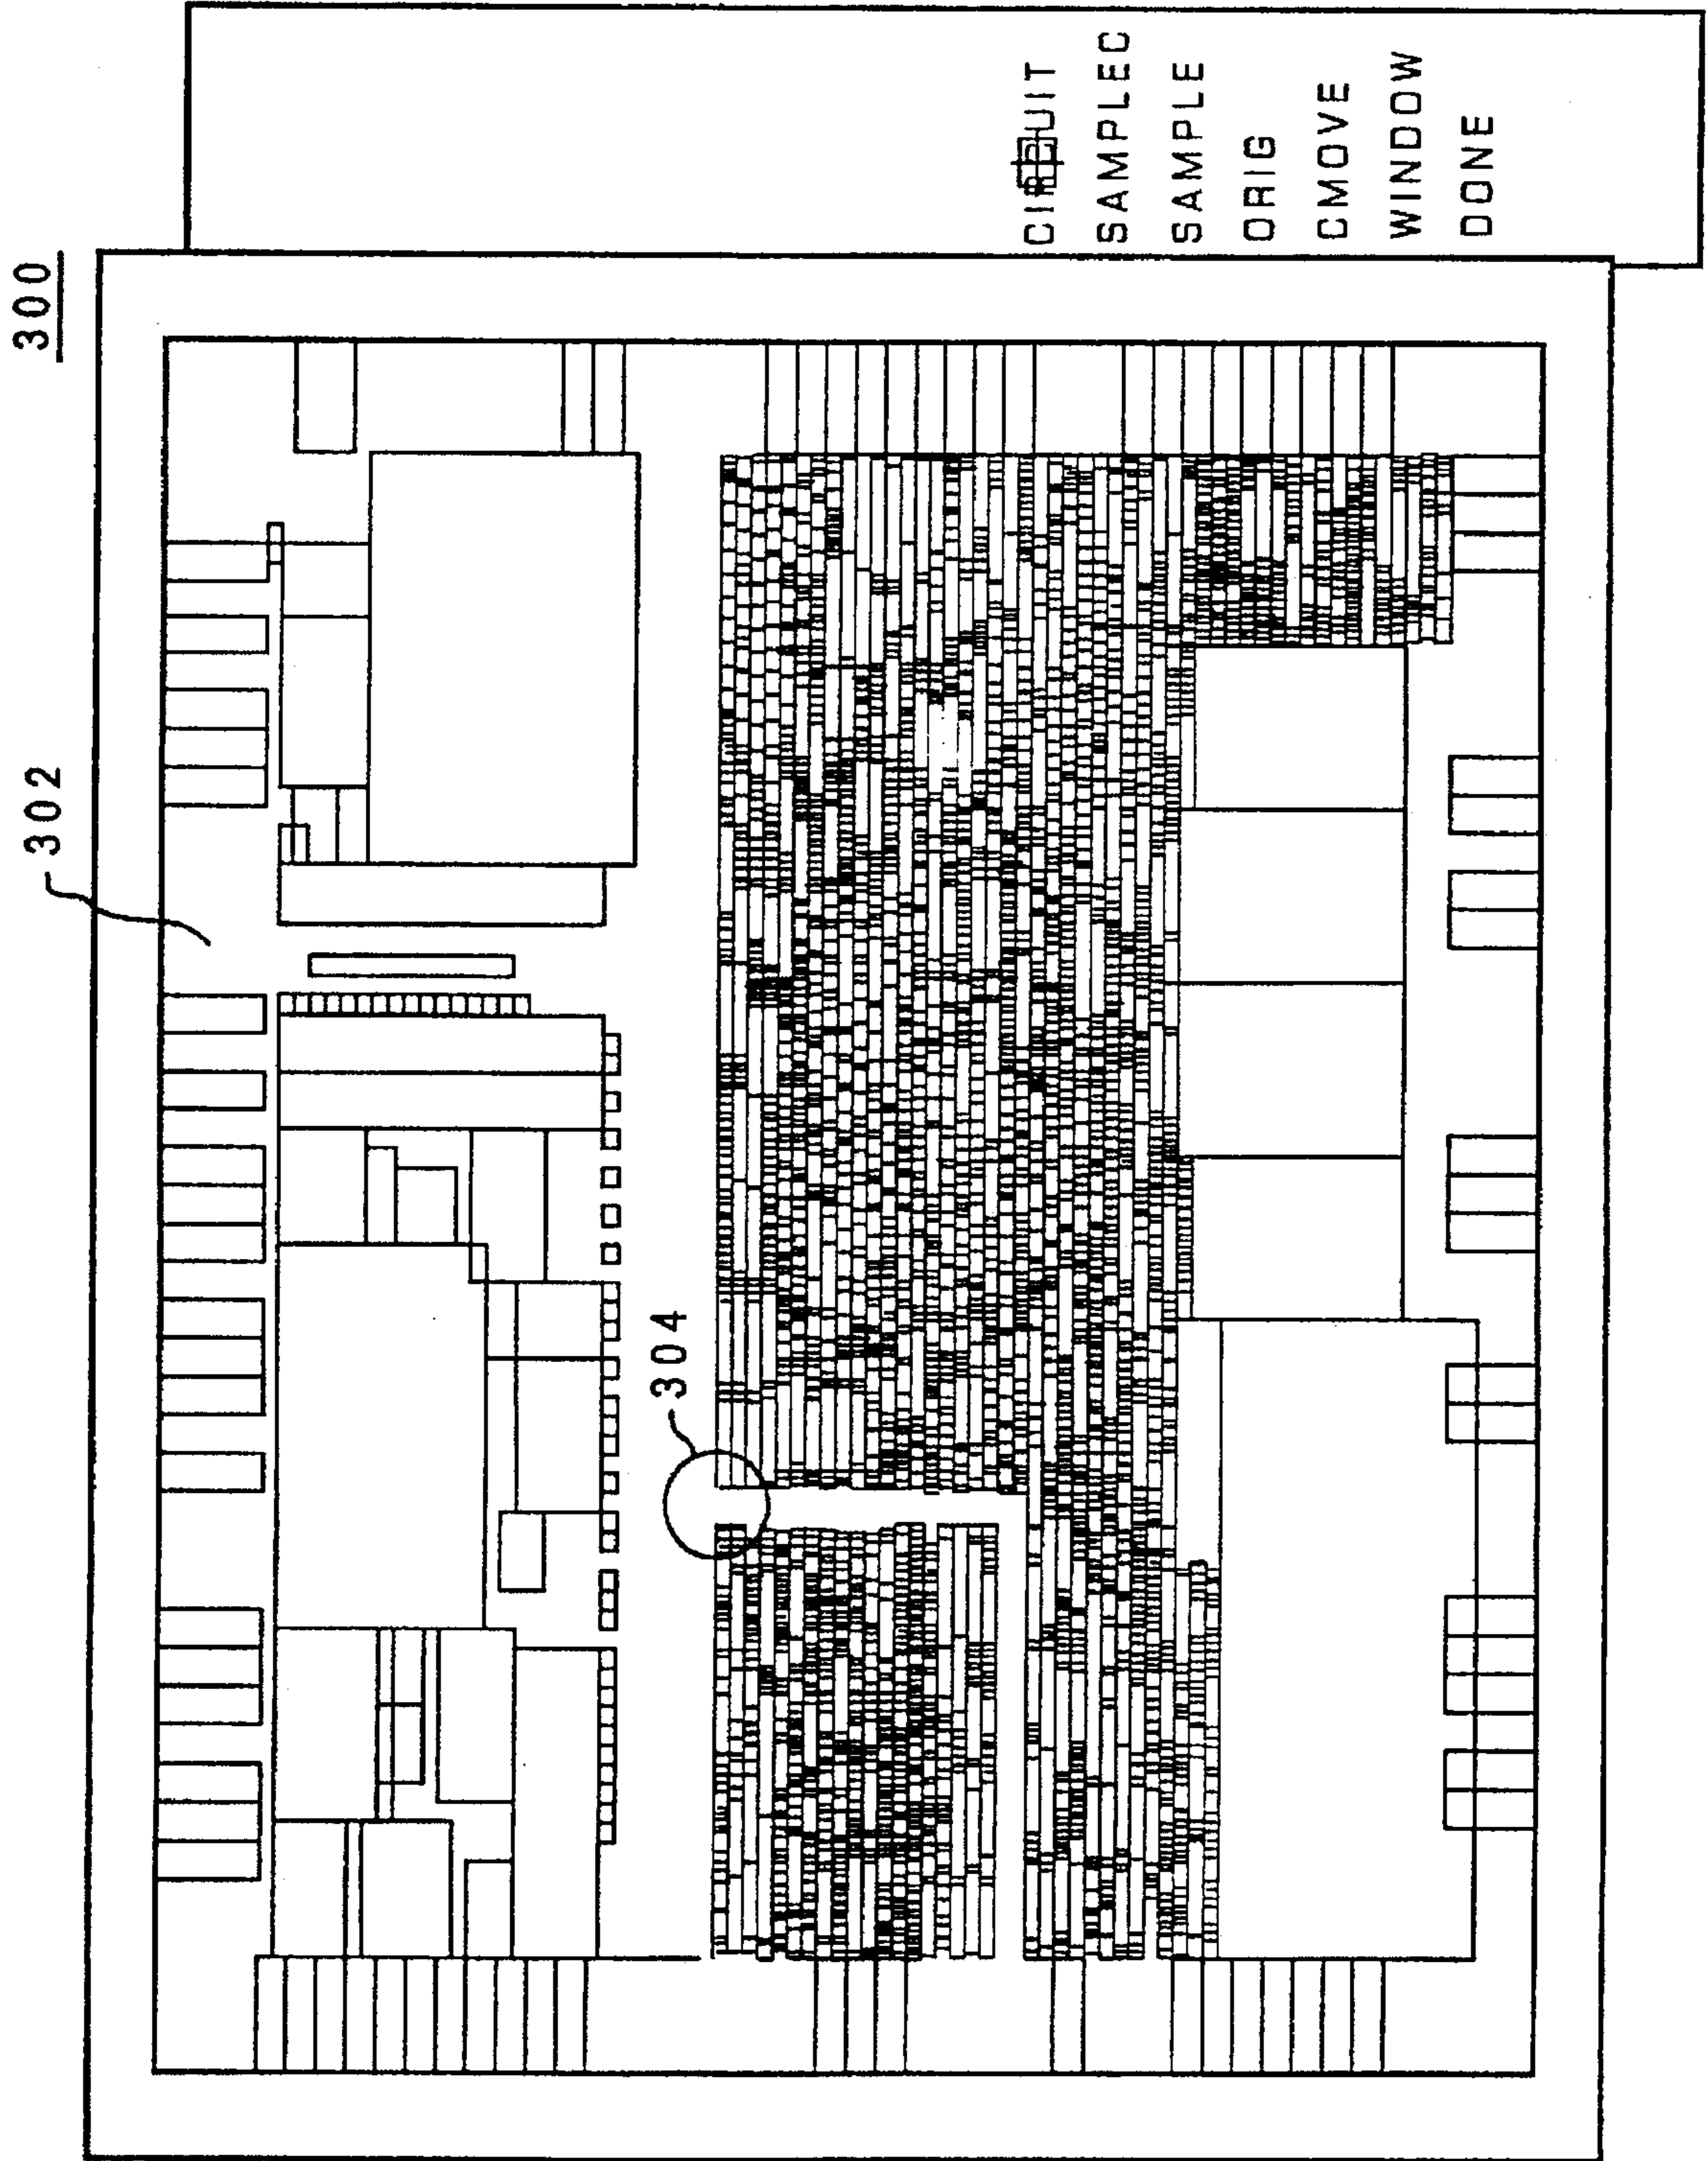 300
302
304
CIRCUIT
SAMPLEC
SAMPLE
ORIG
CMOVE
WINDOW
DONE